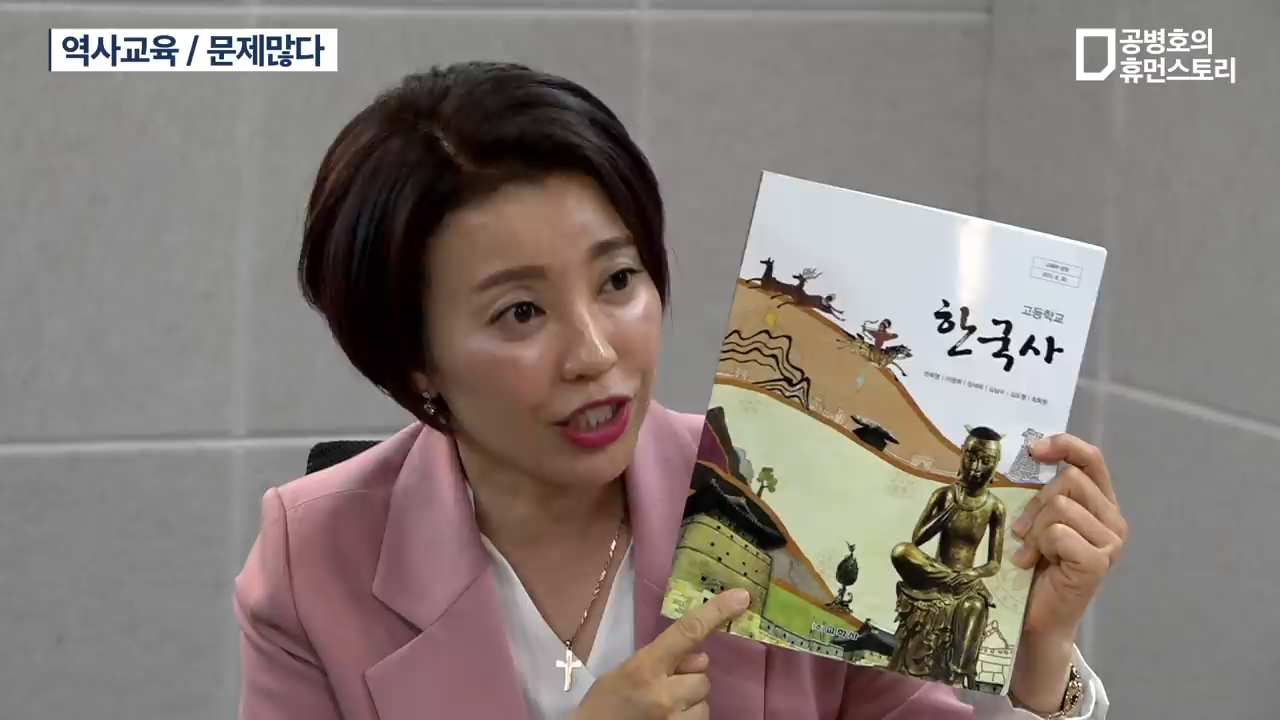 역사교육 / 문제많다
공병호의
휴먼스토리
고등학교
한국사